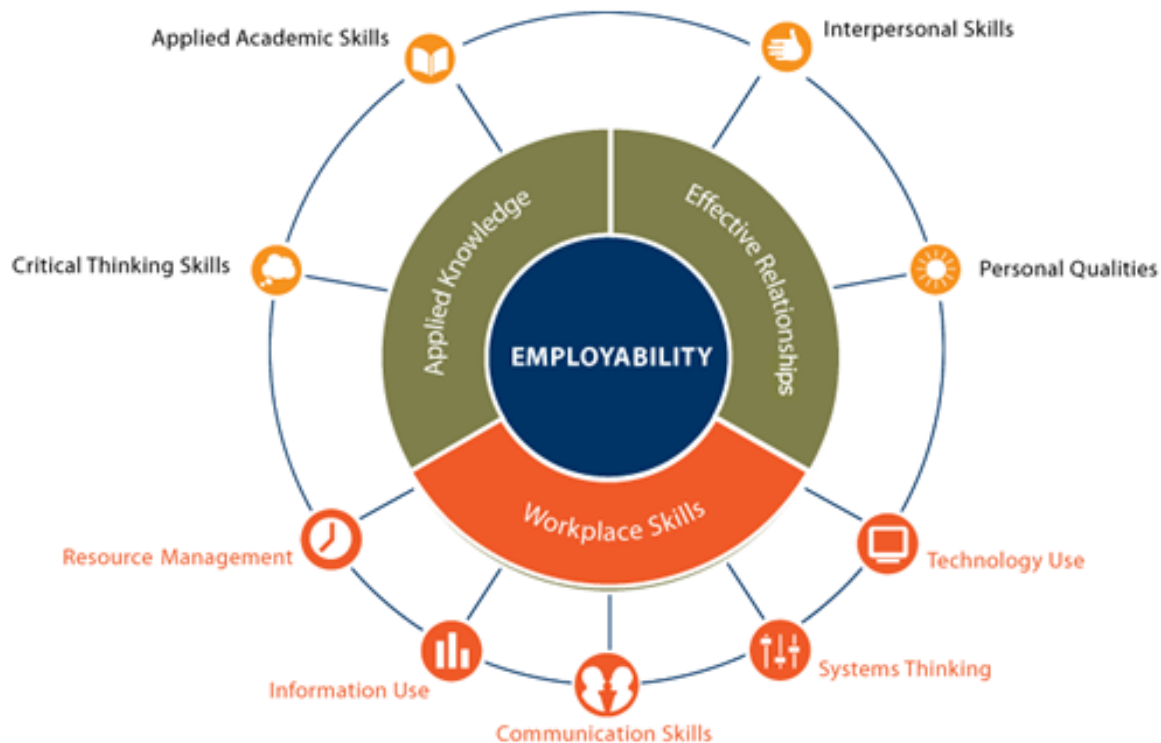 Applied Academic Skills
Interpersonal Skills
Applied Knowledge
Effective Relationships
Critical Thinking Skills
Personal Qualities
EMPLOYABILITY
Workplace Skills
Resource Management
Technology Use
Information Use
Systems Thinking
Communication Skills